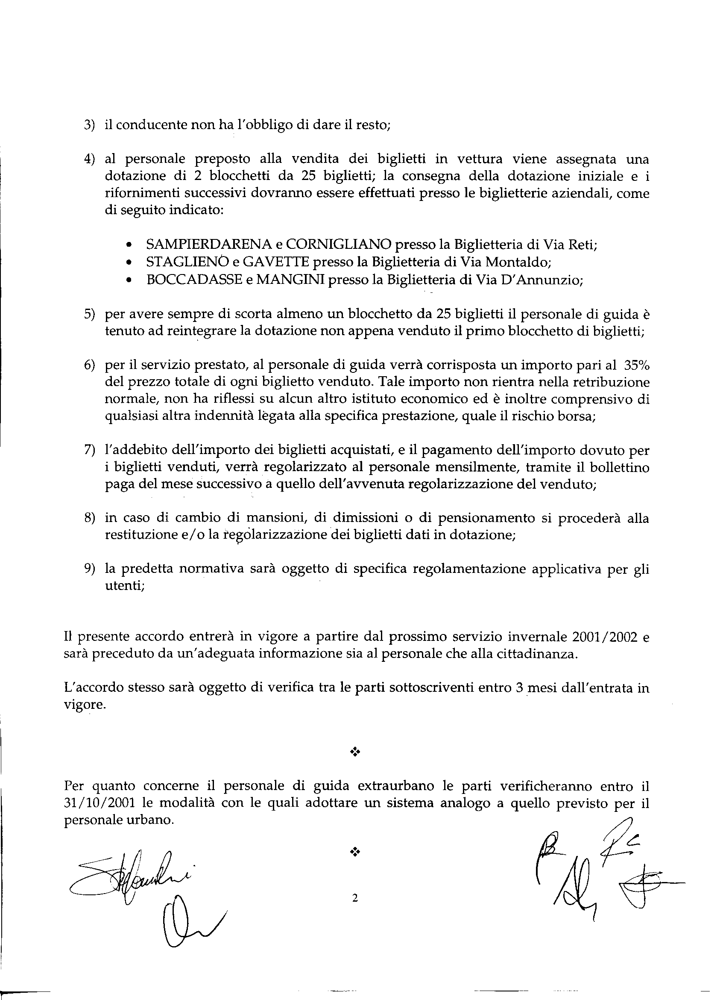 3) il conducente non ha l'obbligo di dare il resto;
4) al personale preposto alla vendita dei biglietti in vettura viene assegnata una
dotazione di 2 blocchetti da 25 biglietti; la consegna della dotazione iniziale e i
rifornimenti successivi dovranno essere effettuati presso le biglietterie aziendali, come
di seguito indicato:
• SAMPIERDARENA e CORNIGLIANO presso la Biglietteria di Via Reti;
• STAGLIENO e GAVETTE presso la Biglietteria di Via Montaldo;
• BOCCADASSE e MANGINI presso la Biglietteria di Via D'Annunzio;
5) per avere sempre di scorta almeno un blocchetto da 25 biglietti il personale di guida è
tenuto ad reintegrare la dotazione non appena venduto il primo blocchetto di biglietti;
6) per il servizio prestato, al personale di guida verrà corrisposta un importo pari al 35%
del prezzo totale di ogni biglietto venduto. Tale importo non rientra nella retribuzione
normale, non ha riflessi su alcun altro istituto economico ed è inoltre comprensivo di
qualsiasi altra indennità legata alla specifica prestazione, quale il rischio borsa;
7) l'addebito dell'importo dei biglietti acquistati, e il pagamento dell'importo dovuto per
i biglietti venduti, verrà regolarizzato al personale mensilmente, tramite il bollettino
paga del mese successivo a quello dell'avvenuta regolarizzazione del venduto;
8) in caso di cambio di mansioni, di dimissioni o di pensionamento si procederà alla
restituzione e/o la regolarizzazione dei biglietti dati in dotazione;
9) la predetta normativa sarà oggetto di specifica regolamentazione applicativa per gli
utenti;
Il presente accordo entrerà in vigore a partire dal prossimo servizio invernale 2001/2002 e
sarà preceduto da un'adeguata informazione sia al personale che alla cittadinanza.
L'accordo stesso sarà oggetto di verifica tra le parti sottoscriventi entro 3 mesi dall'entrata in
vigore.
Per quanto concerne il personale di guida extraurbano le parti verificheranno entro il
31/10/2001 le modalità con le quali adottare un sistema analogo a quello previsto per il
personale urbano.
2